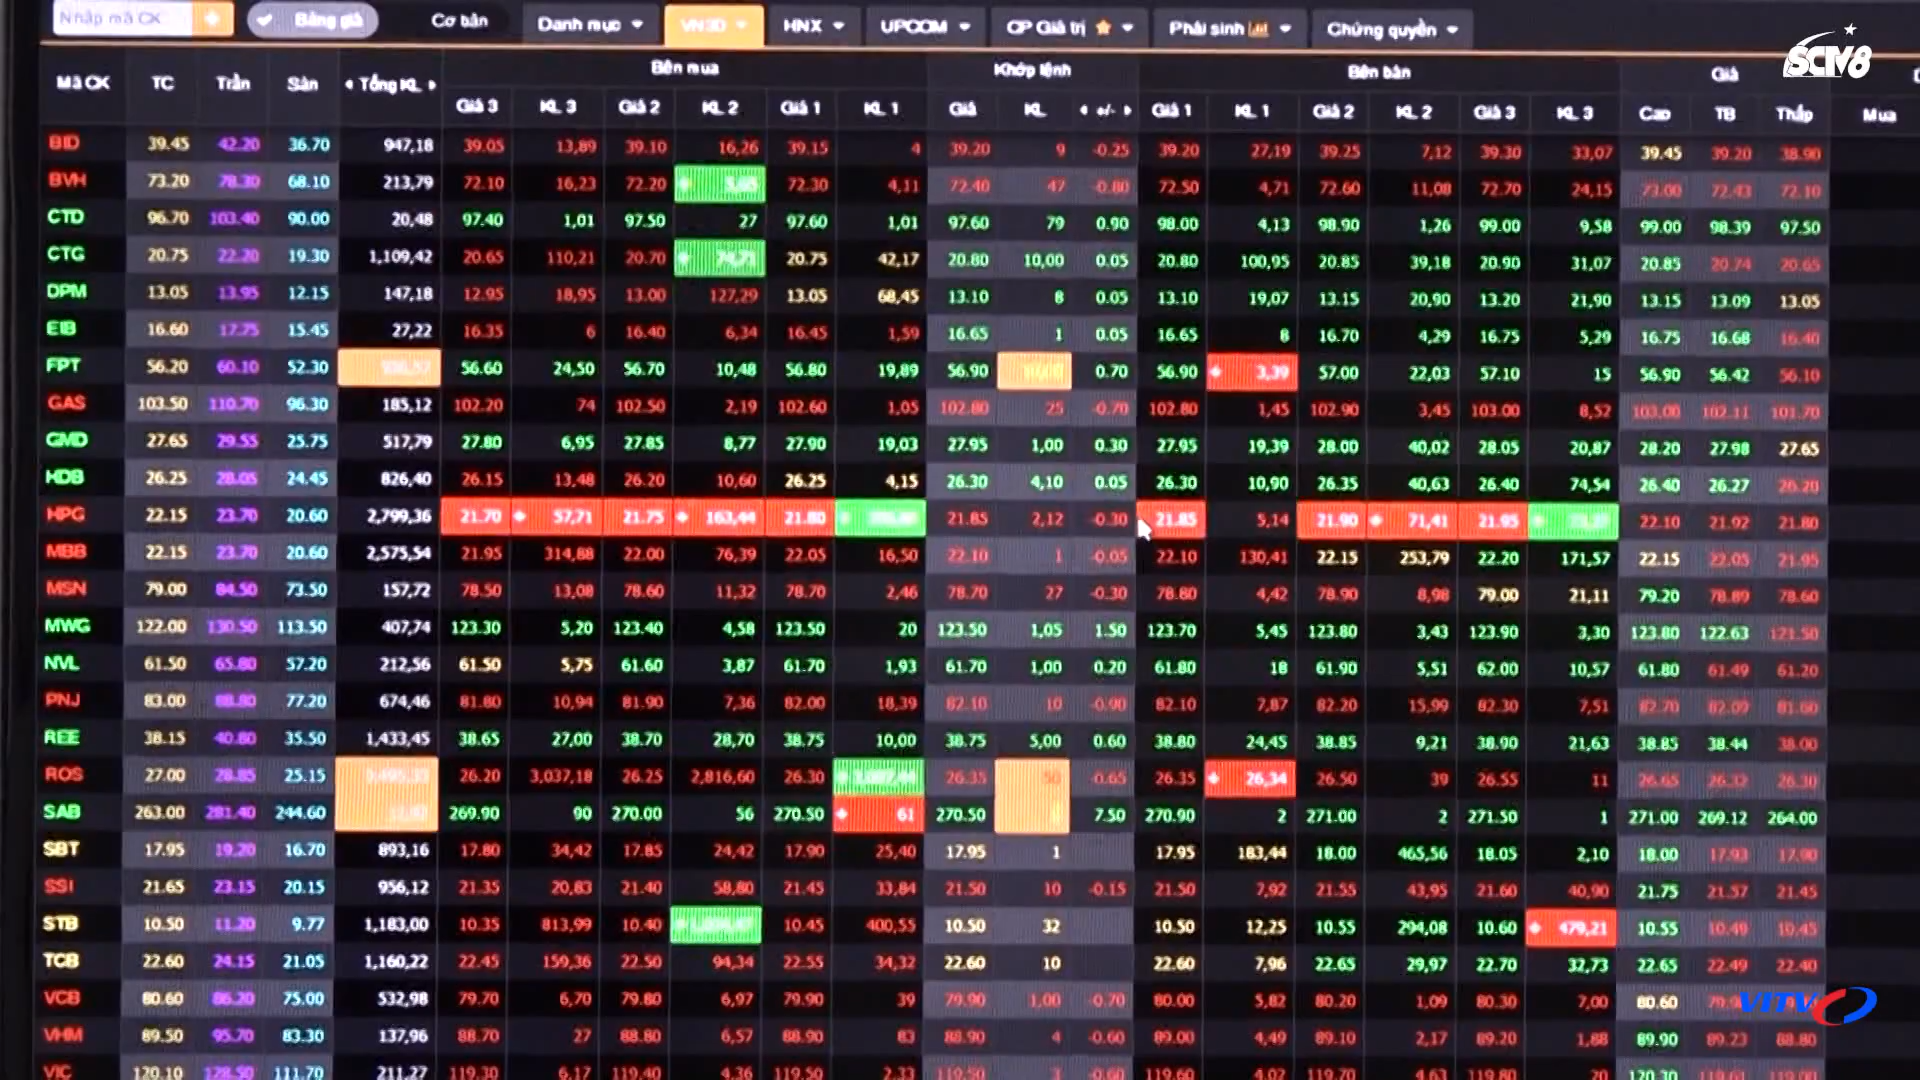 Nhập mã CK Bảng giá Cơ bản Danh mục VN30 HNX UPCOM CP Giá trị Phái sinh Chứng quyền
SCTV8
Mã CK TC Trần Sàn Tổng KL Bên mua Khớp lệnh Bên bán Giá
Giá 3 KL 3 Giá 2 KL 2 Giá 1 KL 1 Giá KL +/- Giá 1 KL 1 Giá 2 KL 2 Giá 3 KL 3 Cao TB Thấp Mua
BID 39.45 42.20 36.70 947,18 39.05 13,89 39.10 16,26 39.15 4 39.20 9 -0.25 39.20 27,19 39.25 7,12 39.30 33,07 39.45 39.20 38.90
BVH 73.20 78.30 68.10 213,79 72.10 16,23 72.20 72.30 4,11 72.40 47 -0.80 72.50 4,71 72.60 11,08 72.70 24,15 73.00 72.43 72.10
CTD 96.70 103.40 90.00 20,48 97.40 1,01 97.50 27 97.60 1,01 97.60 79 0.90 98.00 4,13 98.90 1,26 99.00 9,58 99.00 98.39 97.50
CTG 20.75 22.20 19.30 1,109,42 20.65 110,21 20.70 20.75 42,17 20.80 10,00 0.05 20.80 100,95 20.85 39,18 20.90 31,07 20.85 20.74 20.65
DPM 13.05 13.95 12.15 147,18 12.95 18,95 13.00 127,29 13.05 68,45 13.10 8 0.05 13.10 19,07 13.15 20,90 13.20 21,90 13.15 13.09 13.05
EIB 16.60 17.75 15.45 27,22 16.35 6 16.40 6,34 16.45 1,59 16.65 1 0.05 16.65 8 16.70 4,29 16.75 5,29 16.75 16.68 16.40
FPT 56.20 60.10 52.30 56.60 24,50 56.70 10,48 56.80 19,89 56.90 0.70 56.90 3,39 57.00 22,03 57.10 15 56.90 56.42 56.10
GAS 103.50 110.70 96.30 185,12 102.20 74 102.50 2,19 102.60 1,05 102.80 25 -0.70 102.80 1,45 102.90 3,45 103.00 8,52 103.00 102.11 101.70
GMD 27.65 29.55 25.75 517,79 27.80 6,95 27.85 8,77 27.90 19,03 27.95 1,00 0.30 27.95 19,39 28.00 40,02 28.05 20,87 28.20 27.98 27.65
HDB 26.25 28.05 24.45 826,40 26.15 13,48 26.20 10,60 26.25 4,15 26.30 4,10 0.05 26.30 10,90 26.35 40,63 26.40 74,54 26.40 26.27 26.20
HPG 22.15 23.70 20.60 2,799,36 21.70 57,71 21.75 163,44 21.80 21.85 2,12 -0.30 21.85 5,14 21.90 71,41 21.95 22.10 21.92 21.80
MBB 22.15 23.70 20.60 2,575,54 21.95 314,88 22.00 76,39 22.05 16,50 22.10 1 -0.05 22.10 130,41 22.15 253,79 22.20 171,57 22.15 22.05 21.95
MSN 79.00 84.50 73.50 157,72 78.50 13,08 78.60 11,32 78.70 2,46 78.70 27 -0.30 78.80 4,42 78.90 8,98 79.00 21,11 79.20 78.89 78.60
MWG 122.00 130.50 113.50 407,74 123.30 5,20 123.40 4,58 123.50 20 123.50 1,05 1.50 123.70 5,45 123.80 3,43 123.90 3,30 123.80 122.63 121.50
NVL 61.50 65.80 57.20 212,56 61.50 5,75 61.60 3,87 61.70 1,93 61.70 1,00 0.20 61.80 18 61.90 5,51 62.00 10,57 61.80 61.49 61.20
PNJ 83.00 88.80 77.20 674,46 81.80 10,94 81.90 7,36 82.00 18,39 82.10 10 -0.90 82.10 7,87 82.20 15,99 82.30 7,51 82.70 82.09 81.60
REE 38.15 40.80 35.50 1,433,45 38.65 27,00 38.70 28,70 38.75 10,00 38.75 5,00 0.60 38.80 24,45 38.85 9,21 38.90 21,63 38.85 38.44 38.00
ROS 27.00 28.85 25.15 26.20 3,037,18 26.25 2,816,60 26.30 26.35 50 -0.65 26.35 26,34 26.50 39 26.55 11 26.65 26.32 26.30
SAB 263.00 281.40 244.60 269.90 90 270.00 56 270.50 61 270.50 7.50 270.90 2 271.00 2 271.50 1 271.00 269.12 264.00
SBT 17.95 19.20 16.70 893,16 17.80 34,42 17.85 24,42 17.90 25,40 17.95 1 17.95 183,44 18.00 465,56 18.05 2,10 18.00 17.93 17.90
SSI 21.65 23.15 20.15 956,12 21.35 20,83 21.40 58,80 21.45 33,84 21.50 10 -0.15 21.50 7,92 21.55 43,95 21.60 40,90 21.75 21.57 21.45
STB 10.50 11.20 9.77 1,183,00 10.35 813,99 10.40 10.45 400,55 10.50 32 10.50 12,25 10.55 294,08 10.60 479,21 10.55 10.49 10.45
TCB 22.60 24.15 21.05 1,160,22 22.45 159,36 22.50 94,34 22.55 34,32 22.60 10 22.60 7,96 22.65 29,97 22.70 32,73 22.65 22.49 22.40
VCB 80.60 86.20 75.00 532,98 79.70 6,70 79.80 6,97 79.90 39 79.90 1,00 -0.70 80.00 5,82 80.20 1,09 80.30 7,00 80.60
VITV
VHM 89.50 95.70 83.30 137,96 88.70 27 88.80 6,57 88.90 83 88.90 4 -0.60 89.00 4,49 89.10 2,17 89.20 1,88 89.90 89.23 88.80
VIC 120.10 128.50 111.70 211,27 119.30 6,17 119.40 4,36 119.50 2,33 119.50 3 -0.60 119.60 4,02 119.70 4,63 119.80 20 120.30